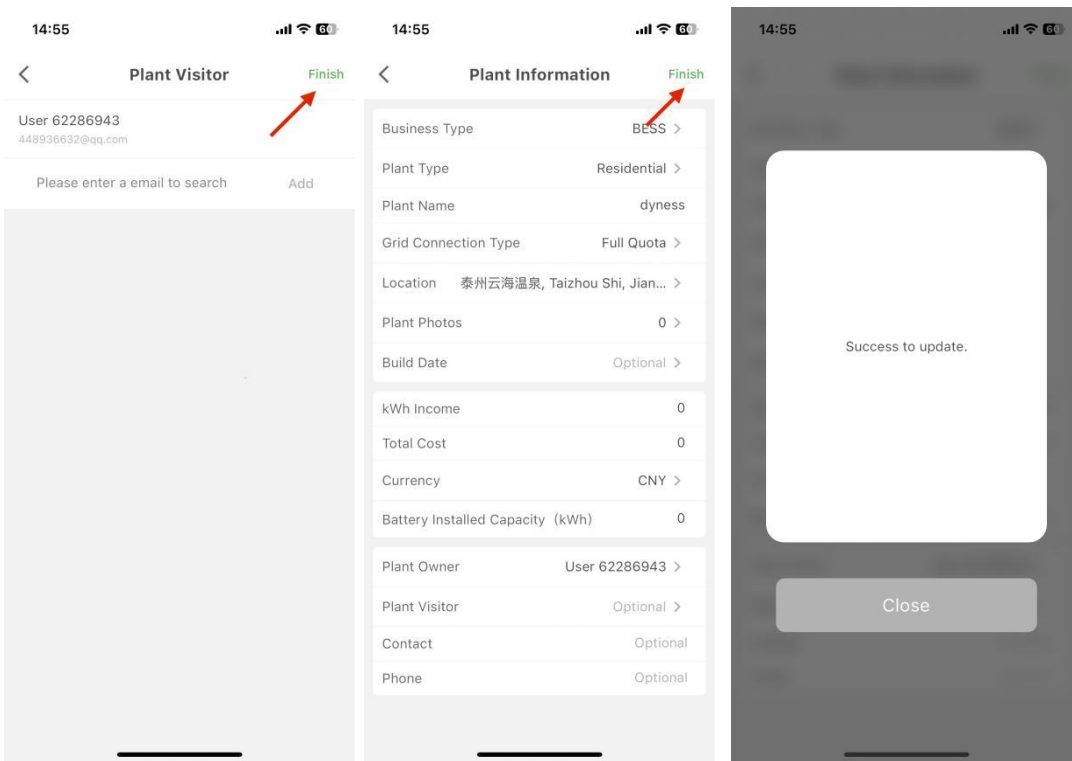 14:55
60
Plant Visitor
Finish
User 62286943
448936632@qq.com
Please enter a email to search
Add
14:55
60
Plant Information
Finish
Business Type
BESS
Plant Type
Residential
Plant Name
dyness
Grid Connection Type
Full Quota
Location
泰州云海温泉, Taizhou Shi, Jian...
Plant Photos
0
Build Date
Optional
kWh Income
0
Total Cost
0
Currency
CNY
Battery Installed Capacity（kWh）
0
Plant Owner
User 62286943
Plant Visitor
Optional
Contact
Optional
Phone
Optional
14:55
60
Success to update.
Close